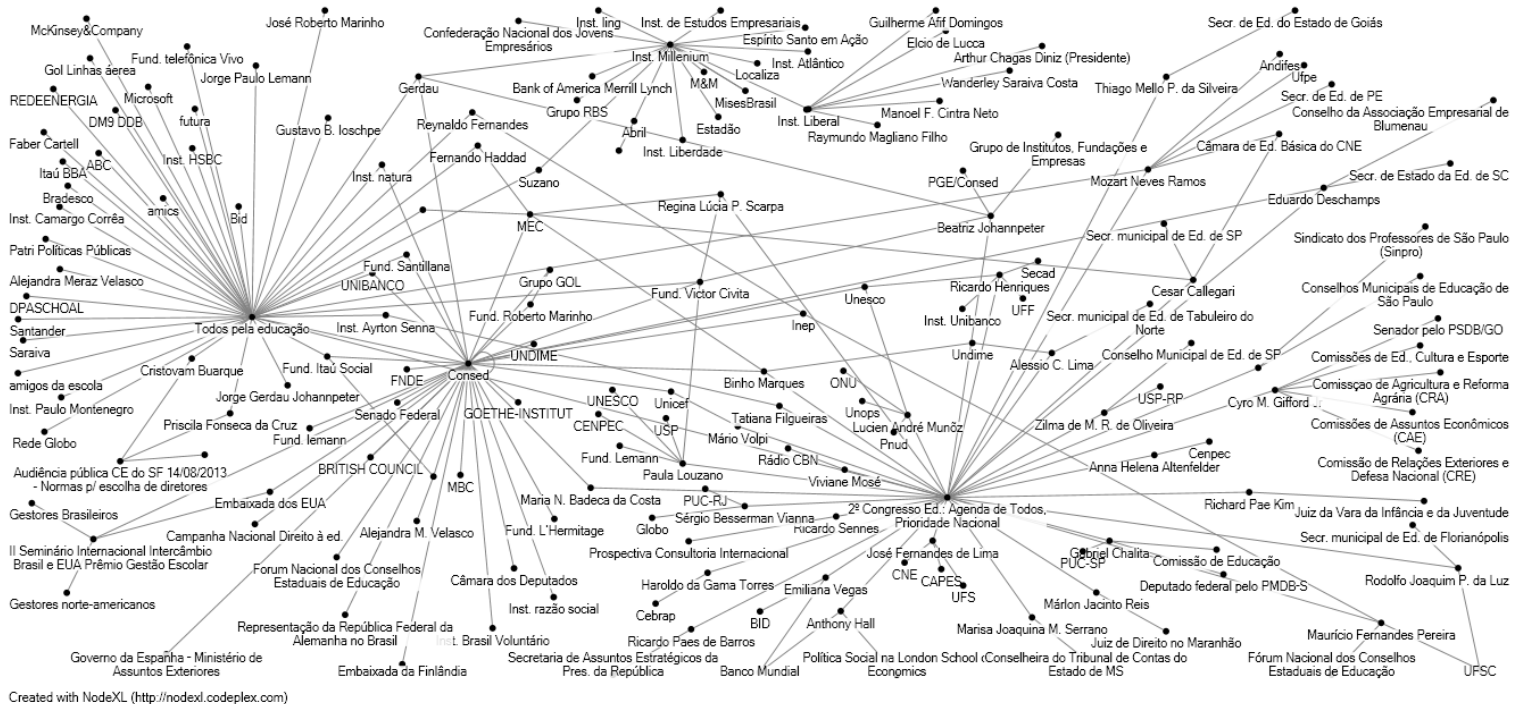 McKinsey&Company
José Roberto Marinho
Confederação Nacional dos Jovens
Empresários
Inst. ling
Inst. de Estudos Empresariais
Espírito Santo em Ação
Inst. Atlântico
Inst. Millenium
Guilherme Afif Domingos
Elcio de Lucca
Arthur Chagas Diniz (Presidente)
Secr. de Ed. do Estado de Goiás
Andifes
Ufpe
Fund. telefônica Vivo
Gol Linhas áerea
Jorge Paulo Lemann
Gerdau
Bank of America Merrill Lynch
M&M
Localiza
Wanderley Saraiva Costa
Thiago Mello P. da Silveira
Secr. de Ed. de PE
REDEENERGIA
Microsoft
Grupo RBS
MisesBrasil
Manoel F. Cintra Neto
Conselho da Associação Empresarial de
Blumenau
DM9 DDB
futura
Gustavo B. Ioschpe
Reynaldo Fernandes
Abril
Estadão
Inst. Liberal
Raymundo Magliano Filho
Faber Cartell
ABC
Inst. HSBC
Fernando Haddad
Inst. Liberdade
Grupo de Institutos, Fundações e
Empresas
Câmara de Ed. Básica do CNE
Itaú BBA
Inst. natura
Suzano
PGE/Consed
Mozart Neves Ramos
Secr. de Estado da Ed. de SC
Bradesco
amics
Bid
Regina Lúcia P. Scarpa
Eduardo Deschamps
Inst. Camargo Corrêa
MEC
Beatriz Johannpeter
Secr. municipal de Ed. de SP
Sindicato dos Professores de São Paulo
(Sinpro)
Patri Políticas Públicas
Fund. Santillana
Alejandra Meraz Velasco
UNIBANCO
Grupo GOL
Fund. Victor Civita
Unesco
Secad
Ricardo Henriques
Cesar Callegari
Conselhos Municipais de Educação de
São Paulo
DPASCHOAL
Fund. Roberto Marinho
Inst. Unibanco
UFF
Secr. municipal de Ed. de Tabuleiro do
Norte
Santander
Todos pela educação
Inst. Ayrton Senna
Inep
Senador pelo PSDB/GO
Saraiva
UNDIME
Undime
Alessio C. Lima
Conselho Municipal de Ed. de SP
Comissões de Ed., Cultura e Esporte
amigos da escola
Cristovam Buarque
Fund. Itaú Social
FNDE
Consed
Binho Marques
ONU
Comissçao de Agricultura e Reforma
Agrária (CRA)
Inst. Paulo Montenegro
Jorge Gerdau Johannpeter
Senado Federal
GOETHE-INSTITUT
UNESCO
Unicef
Tatiana Filgueiras
Unops
USP-RP
Cyro M. Gifford J.
Rede Globo
Priscila Fonseca da Cruz
Fund. lemann
CENPEC
USP
Mário Volpi
Lucien André Munõz
Pnud
Zilma de M. R. de Oliveira
Comissões de Assuntos Econômicos
(CAE)
Audiência pública CE do SF 14/08/2013
- Normas p/ escolha de diretores
BRITISH COUNCIL
MBC
Fund. Lemann
Paula Louzano
Rádio CBN
Viviane Mosé
Cenpec
Anna Helena Altenfelder
Comissão de Relações Exteriores e
Defesa Nacional (CRE)
Gestores Brasileiros
Embaixada dos EUA
Maria N. Badeca da Costa
PUC-RJ
2º Congresso Ed.: Agenda de Todos,
Prioridade Nacional
Richard Pae Kim
Juiz da Vara da Infância e da Juventude
Campanha Nacional Direito à ed.
Alejandra M. Velasco
Fund. L'Hermitage
Globo
Sérgio Besserman Vianna
Ricardo Sennes
Secr. municipal de Ed. de Florianópolis
II Seminário Internacional Intercâmbio
Brasil e EUA Prêmio Gestão Escolar
Forum Nacional dos Conselhos
Estaduais de Educação
Câmara dos Deputados
Prospectiva Consultoria Internacional
José Fernandes de Lima
CNE
CAPES
UFS
Gabriel Chalita
PUC-SP
Comissão de Educação
Deputado federal pelo PMDB-S
Rodolfo Joaquim P. da Luz
Gestores norte-americanos
Inst. razão social
Haroldo da Gama Torres
Emiliana Vegas
Cebrap
BID
Anthony Hall
Márlon Jacinto Reis
Representação da República Federal da
Alemanha no Brasil
Inst. Brasil Voluntário
Ricardo Paes de Barros
Marisa Joaquina M. Serrano
Juiz de Direito no Maranhão
Maurício Fernandes Pereira
Governo da Espanha - Ministério de
Assuntos Exteriores
Embaixada da Finlândia
Secretaria de Assuntos Estratégicos da
Pres. da República
Banco Mundial
Política Social na London School
Economics
Conselheira do Tribunal de Contas do
Estado de MS
Fórum Nacional dos Conselhos
Estaduais de Educação
UFSC
Created with NodeXL (http://nodexl.codeplex.com)